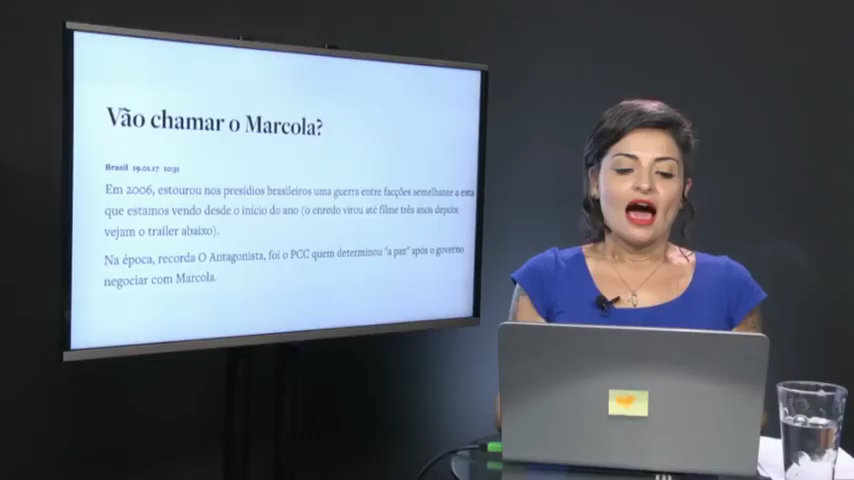 Vão chamar o Marcola?
Brasil 19.01.17 10:31
Em 2006, estourou nos presídios brasileiros uma guerra entre facções semelhante a esta
que estamos vendo desde o início do ano (o enredo virou até filme três anos depois:
vejam o trailer abaixo).
Na época, recorda O Antagonista, foi o PCC quem determinou "a paz" após o governo
negociar com Marcola.